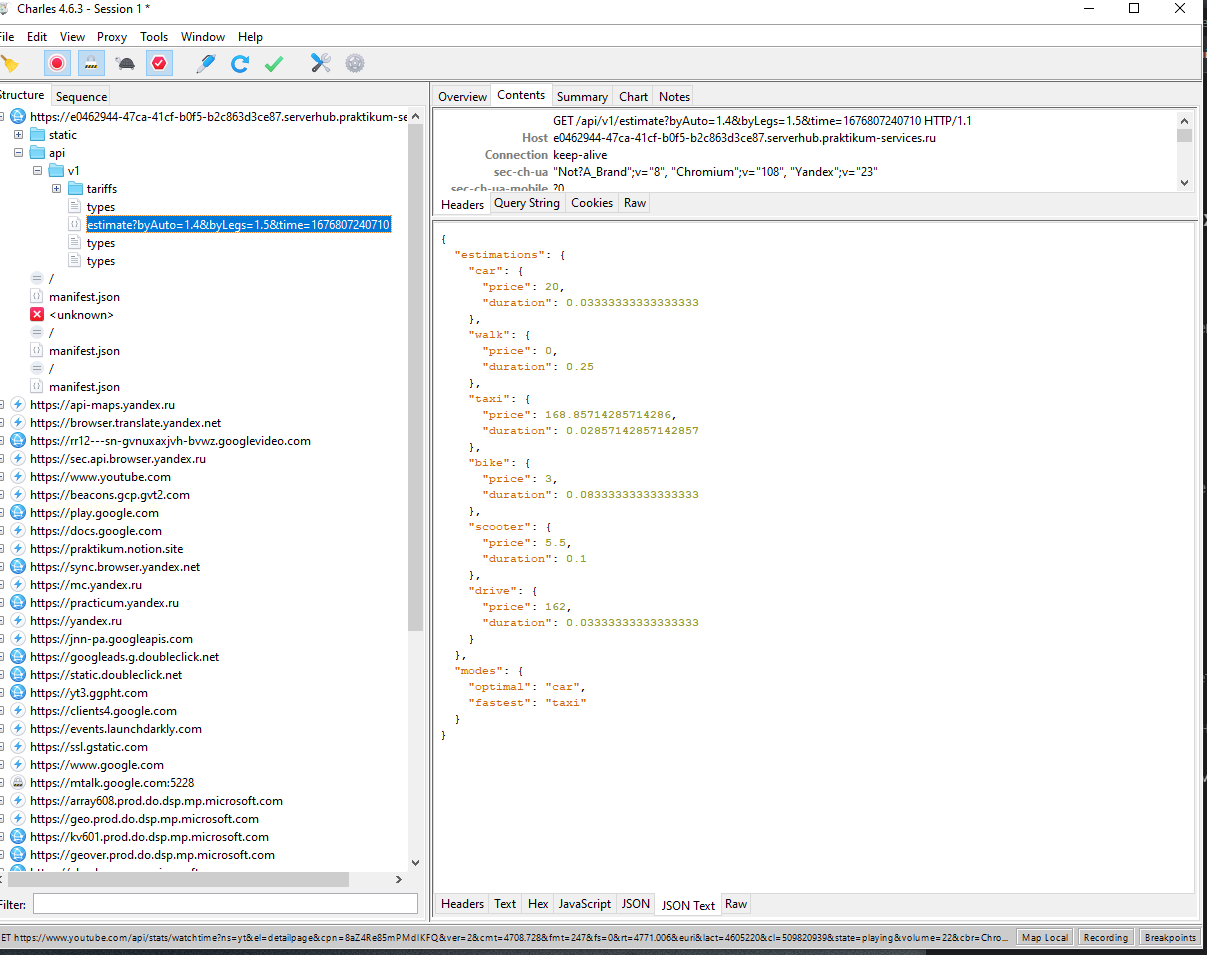 Charles 4.6.3 - Session 1 *
File Edit View Proxy Tools Window Help
Structure Sequence
https://e0462944-47ca-41cf-b0f5-b2c863d3ce87.serverhub.praktikum-se
static
api
v1
tariffs
types
estimate?byAuto=1.4&byLegs=1.5&time=1676807240710
types
types
/
manifest.json
<unknown>
/
manifest.json
/
manifest.json
https://api-maps.yandex.ru
https://browser.translate.yandex.net
https://rr12---sn-gvnuxaxjvh-bvwz.googlevideo.com
https://sec.api.browser.yandex.ru
https://www.youtube.com
https://beacons.gcp.gvt2.com
https://play.google.com
https://docs.google.com
https://praktikum.notion.site
https://sync.browser.yandex.net
https://mc.yandex.ru
https://practicum.yandex.ru
https://yandex.ru
https://jnn-pa.googleapis.com
https://googleads.g.doubleclick.net
https://static.doubleclick.net
https://yt3.ggpht.com
https://clients4.google.com
https://events.launchdarkly.com
https://ssl.gstatic.com
https://www.google.com
https://mtalk.google.com:5228
https://array608.prod.do.dsp.mp.microsoft.com
https://geo.prod.do.dsp.mp.microsoft.com
https://kv601.prod.do.dsp.mp.microsoft.com
https://geover.prod.do.dsp.mp.microsoft.com
Filter:
Overview Contents Summary Chart Notes
GET /api/v1/estimate?byAuto=1.4&byLegs=1.5&time=1676807240710 HTTP/1.1
Host e0462944-47ca-41cf-b0f5-b2c863d3ce87.serverhub.praktikum-services.ru
Connection keep-alive
sec-ch-ua "Not?A_Brand";v="8", "Chromium";v="108", "Yandex";v="23"
sec-ch-ua-mobile ?0
Headers Query String Cookies Raw
{
"estimations": {
"car": {
"price": 20,
"duration": 0.03333333333333333
},
"walk": {
"price": 0,
"duration": 0.25
},
"taxi": {
"price": 168.85714285714286,
"duration": 0.02857142857142857
},
"bike": {
"price": 3,
"duration": 0.08333333333333333
},
"scooter": {
"price": 5.5,
"duration": 0.1
},
"drive": {
"price": 162,
"duration": 0.03333333333333333
}
},
"modes": {
"optimal": "car",
"fastest": "taxi"
}
}
Headers Text Hex JavaScript JSON JSON Text Raw
ET https://www.youtube.com/api/stats/watchtime?ns=yt&el=detailpage&cpn=8aZ4Re85mPMdIKFQ&ver=2&cmt=4708.728&fmt=247&fs=0&rt=4771.006&euri&lact=4605220&cl=509820939&state=playing&volume=22&cbr=Chro... Map Local Recording Breakpoints